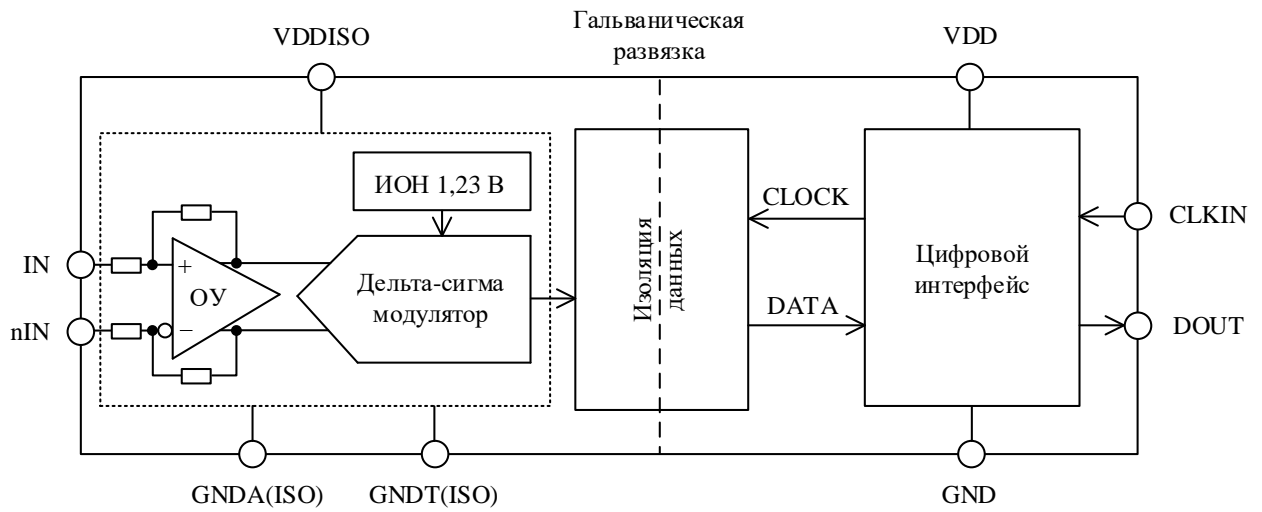 Гальваническая
развязка
VDDISO
VDD
ИОН 1,23 В
CLOCK
CLKIN
IN
+
ОУ
Дельта-сигма
модулятор
Изоляция
данных
Цифровой
интерфейс
nIN
−
DATA
DOUT
GNDA(ISO)
GNDT(ISO)
GND